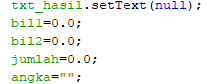 txt_hasil.setText(null);
bil1=0.0;
bil2=0.0;
jumlah=0.0;
angka="";